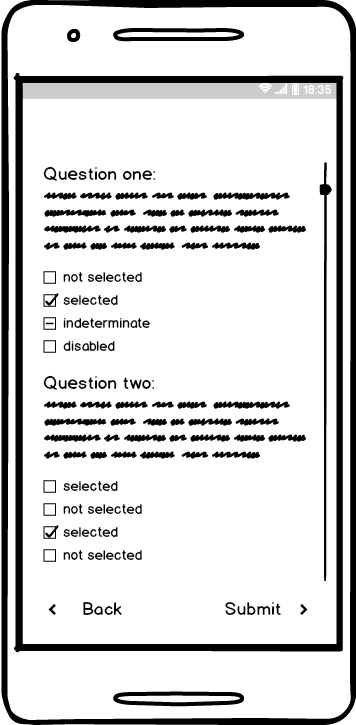 18:35
Question one:
not selected
selected
indeterminate
disabled
Question two:
selected
not selected
selected
not selected
Back Submit